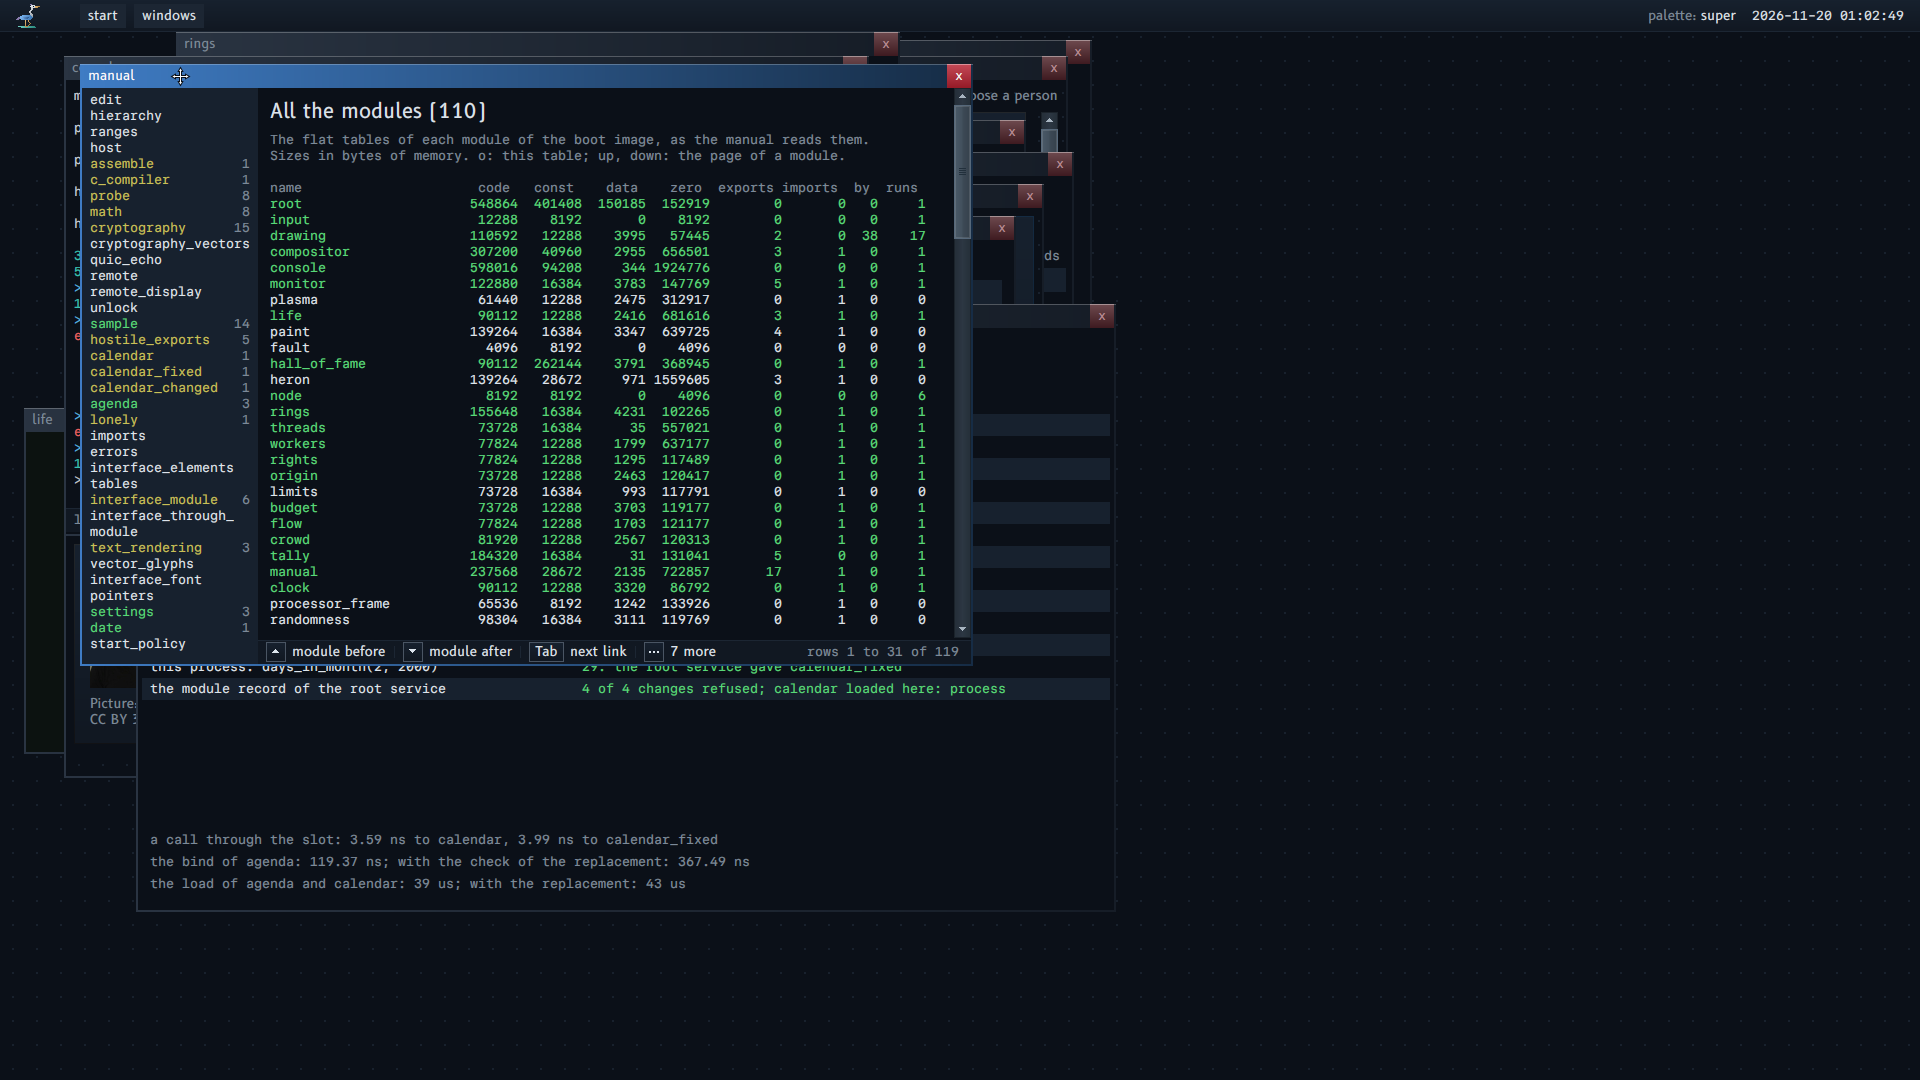 start windows palette: super 2026-11-20 01:02:49
rings x
x
x
manual x
edit
hierarchy
ranges
host
assemble 1
c_compiler 1
probe 8
math 8
cryptography 15
cryptography_vectors
quic_echo
remote
remote_display
unlock
sample 14
hostile_exports 5
calendar 1
calendar_fixed 1
calendar_changed 1
agenda 3
lonely 1
imports
errors
interface_elements
tables
interface_module 6
interface_through_
module
text_rendering 3
vector_glyphs
interface_font
pointers
settings 3
date 1
start_policy
All the modules [110]
The flat tables of each module of the boot image, as the manual reads them.
Sizes in bytes of memory. o: this table; up, down: the page of a module.
name code const data zero exports imports by runs
root 548864 401408 150185 152919 0 0 0 1
input 12288 8192 0 8192 0 0 0 1
drawing 110592 12288 3995 57445 2 0 38 17
compositor 307200 40960 2955 656501 3 1 0 1
console 598016 94208 344 1924776 0 0 0 1
monitor 122880 16384 3783 147769 5 1 0 1
plasma 61440 12288 2475 312917 0 1 0 0
life 90112 12288 2416 681616 3 1 0 1
paint 139264 16384 3347 639725 4 1 0 0
fault 4096 8192 0 4096 0 0 0 0
hall_of_fame 90112 262144 3791 368945 0 1 0 1
heron 139264 28672 971 1559605 3 1 0 0
node 8192 8192 0 4096 0 0 0 6
rings 155648 16384 4231 102265 0 1 0 1
threads 73728 16384 35 557021 0 1 0 1
workers 77824 12288 1799 637177 0 1 0 1
rights 77824 12288 1295 117489 0 1 0 1
origin 73728 12288 2463 120417 0 1 0 1
limits 73728 16384 993 117791 0 1 0 0
budget 73728 12288 3703 119177 0 1 0 1
flow 77824 12288 1703 121177 0 1 0 1
crowd 81920 12288 2567 120313 0 1 0 1
tally 184320 16384 31 131041 5 0 0 1
manual 237568 28672 2135 722857 17 1 0 1
clock 90112 12288 3320 86792 0 1 0 1
processor_frame 65536 8192 1242 133926 0 1 0 0
randomness 98304 16384 3111 119769 0 1 0 0
module before module after Tab next link ... 7 more rows 1 to 31 of 119
ose a person
x
x
x
x
ds
x
life
this process: days_in_month(2, 2000) 29: the root service gave calendar_fixed
the module record of the root service 4 of 4 changes refused; calendar loaded here: process
Picture:
CC BY
a call through the slot: 3.59 ns to calendar, 3.99 ns to calendar_fixed
the bind of agenda: 119.37 ns; with the check of the replacement: 367.49 ns
the load of agenda and calendar: 39 us; with the replacement: 43 us